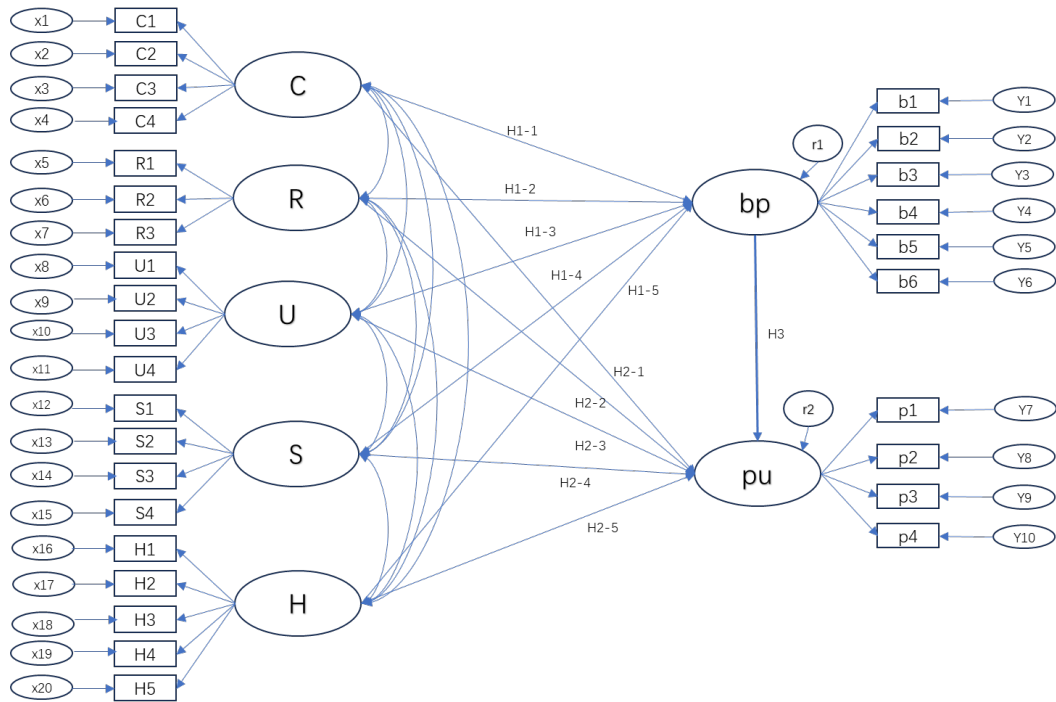 x1
C1
x2
C2
x3
C3
x4
C4
C
x5
R1
x6
R2
x7
R3
R
x8
U1
x9
U2
x10
U3
x11
U4
U
x12
S1
x13
S2
x14
S3
x15
S4
S
x16
H1
x17
H2
x18
H3
x19
H4
x20
H5
H
H1-1
H1-2
H1-3
H1-4
H1-5
H2-1
H2-2
H2-3
H2-4
H2-5
r1
bp
H3
r2
pu
b1
Y1
b2
Y2
b3
Y3
b4
Y4
b5
Y5
b6
Y6
p1
Y7
p2
Y8
p3
Y9
p4
Y10